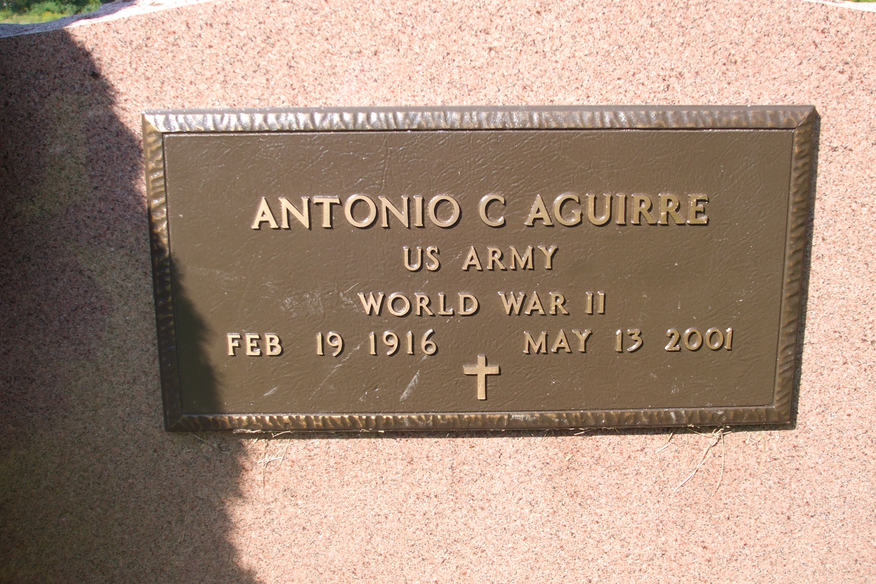 ANTONIO C AGUIRRE
US ARMY
WORLD WAR II
FEB 19 1916 MAY 13 2001